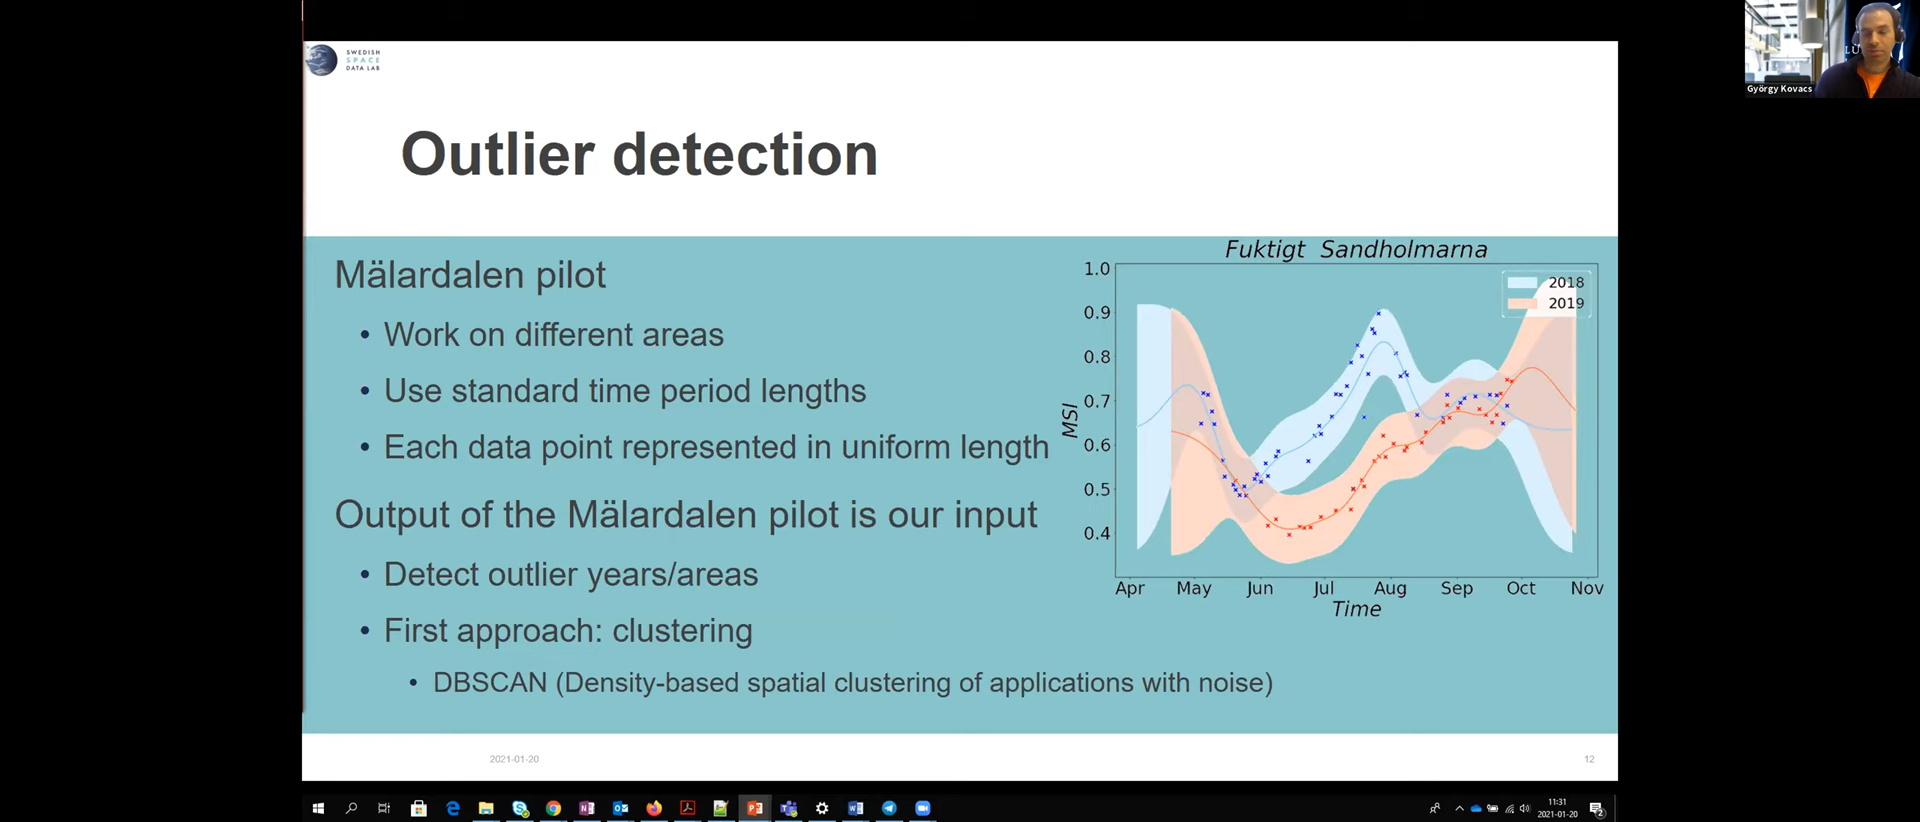 SWEDISH
SPACE
DATA LAB
György Kovacs
Outlier detection
Mälardalen pilot
• Work on different areas
• Use standard time period lengths
• Each data point represented in uniform length
Output of the Mälardalen pilot is our input
• Detect outlier years/areas
• First approach: clustering
• DBSCAN (Density-based spatial clustering of applications with noise)
Fuktigt Sandholmarna
2018
2019
MSI
1.0
0.9
0.8
0.7
0.6
0.5
0.4
Apr May Jun Jul Aug Sep Oct Nov
Time
2021-01-20
12
11:31
2021-01-20